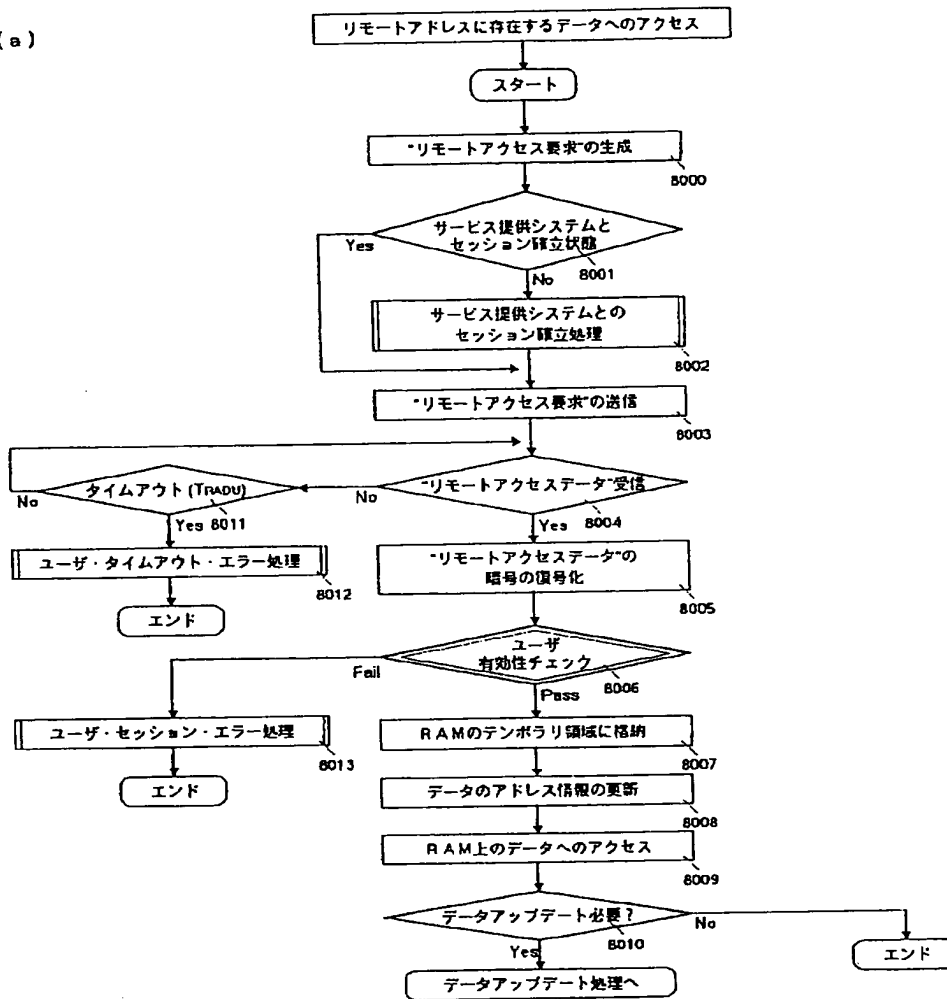 (a)
リモートアドレスに存在するデータへのアクセス
スタート
"リモートアクセス要求"の生成
8000
サービス提供システムと
セッション確立状態
8001
Yes
No
サービス提供システムとの
セッション確立処理
8002
"リモートアクセス要求"の送信
8003
"リモートアクセスデータ"受信
8004
No
Yes
タイムアウト(TRADU)
8011
No
Yes
ユーザ・タイムアウト・エラー処理
8012
エンド
"リモートアクセスデータ"の
暗号の復号化
8005
ユーザ
有効性チェック
8006
Fail
Pass
ユーザ・セッション・エラー処理
8013
エンド
RAMのテンポラリ領域に格納
8007
データのアドレス情報の更新
8008
RAM上のデータへのアクセス
8009
データアップデート必要?
8010
No
Yes
エンド
データアップデート処理へ